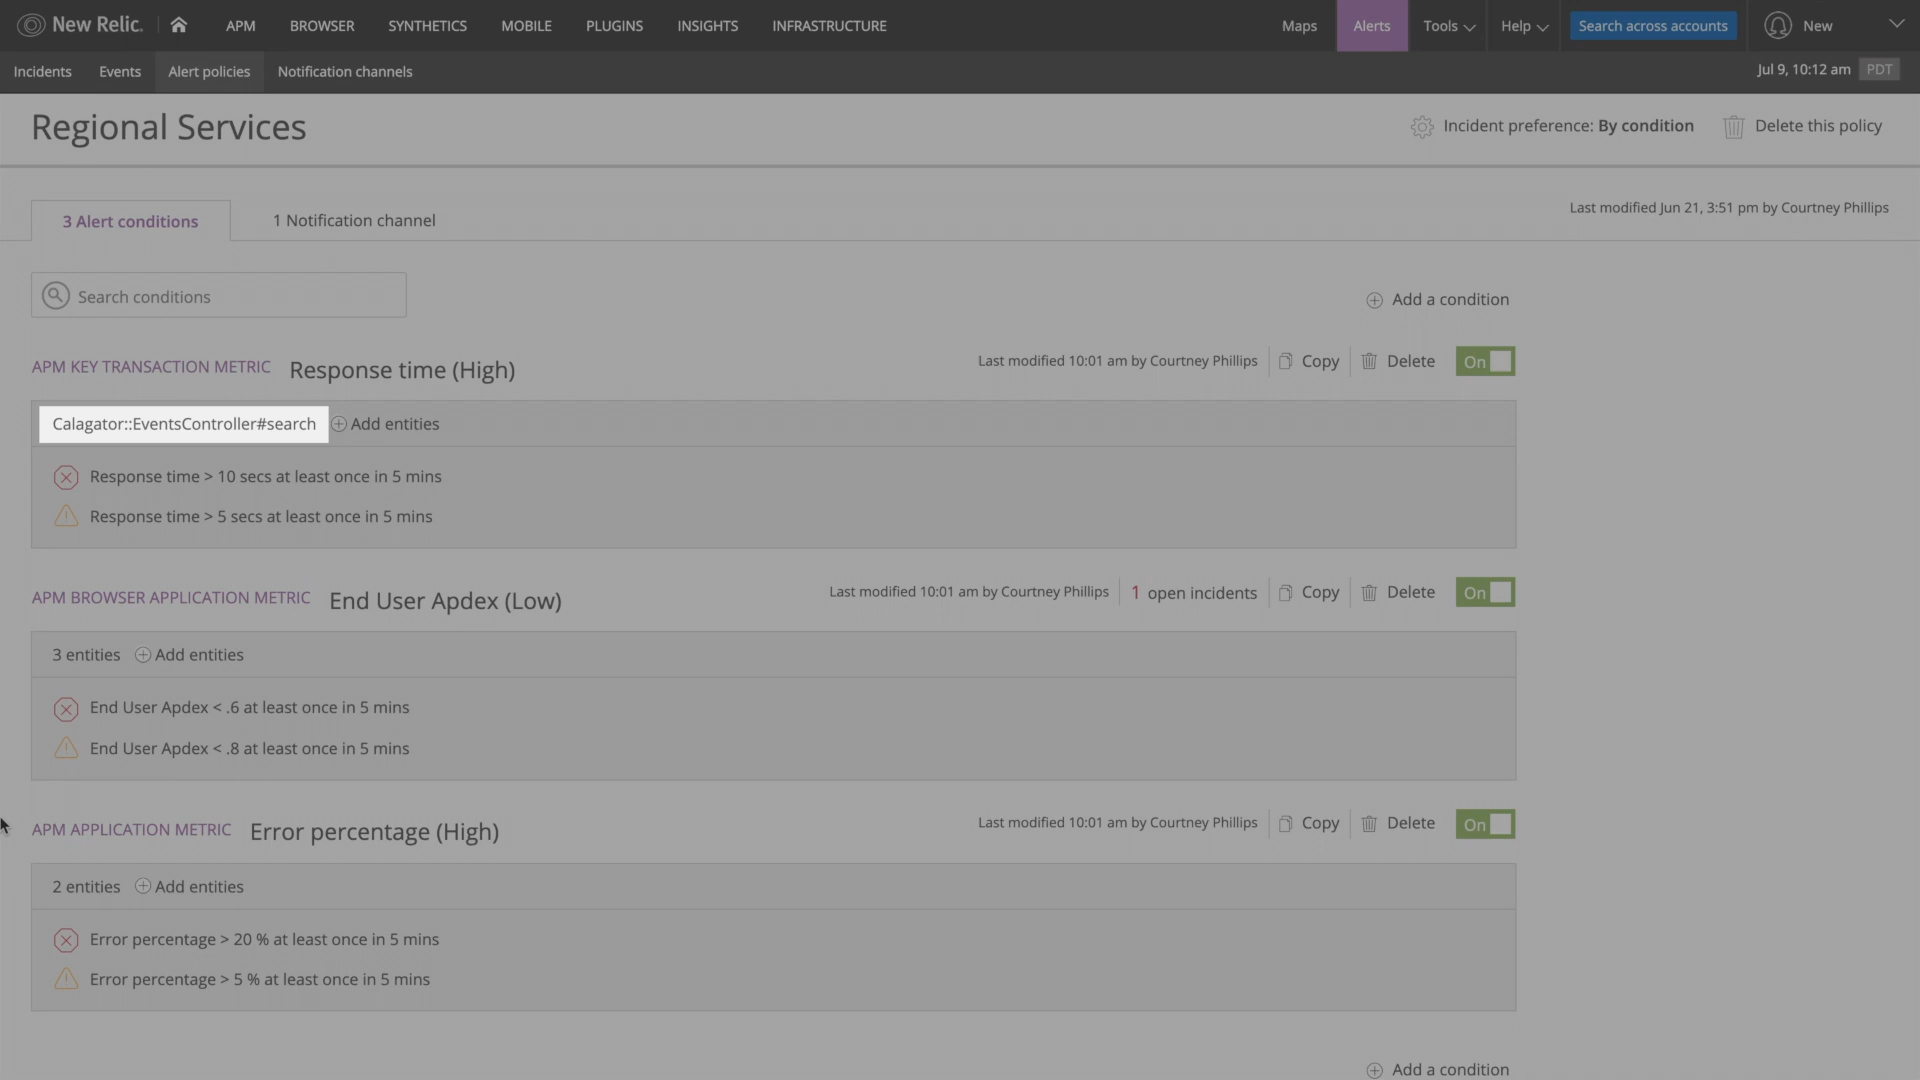 New Relic. APM BROWSER SYNTHETICS MOBILE PLUGINS INSIGHTS INFRASTRUCTURE Maps Alerts Tools Help Search across accounts New
Incidents Events Alert policies Notification channels Jul 9, 10:12 am PDT
Regional Services Incident preference: By condition Delete this policy
3 Alert conditions 1 Notification channel Last modified Jun 21, 3:51 pm by Courtney Phillips
Search conditions Add a condition
APM KEY TRANSACTION METRIC Response time (High) Last modified 10:01 am by Courtney Phillips Copy Delete On
Calagator::EventsController#search Add entities
Response time > 10 secs at least once in 5 mins
Response time > 5 secs at least once in 5 mins
APM BROWSER APPLICATION METRIC End User Apdex (Low) Last modified 10:01 am by Courtney Phillips 1 open incidents Copy Delete On
3 entities Add entities
End User Apdex < .6 at least once in 5 mins
End User Apdex < .8 at least once in 5 mins
APM APPLICATION METRIC Error percentage (High) Last modified 10:01 am by Courtney Phillips Copy Delete On
2 entities Add entities
Error percentage > 20 % at least once in 5 mins
Error percentage > 5 % at least once in 5 mins
Add a condition